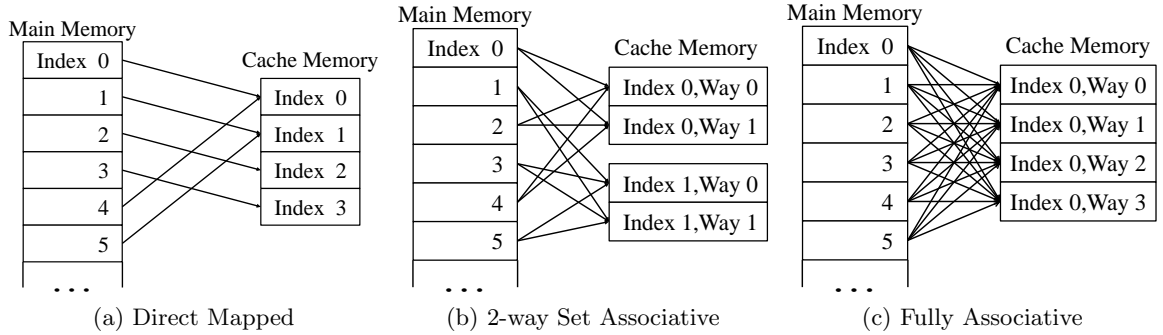 Main Memory
Index 0
1
2
3
4
5
...
Cache Memory
Index 0
Index 1
Index 2
Index 3
(a) Direct Mapped
Main Memory
Index 0
1
2
3
4
5
...
Cache Memory
Index 0,Way 0
Index 0,Way 1
Index 1,Way 0
Index 1,Way 1
(b) 2-way Set Associative
Main Memory
Index 0
1
2
3
4
5
...
Cache Memory
Index 0,Way 0
Index 0,Way 1
Index 0,Way 2
Index 0,Way 3
(c) Fully Associative